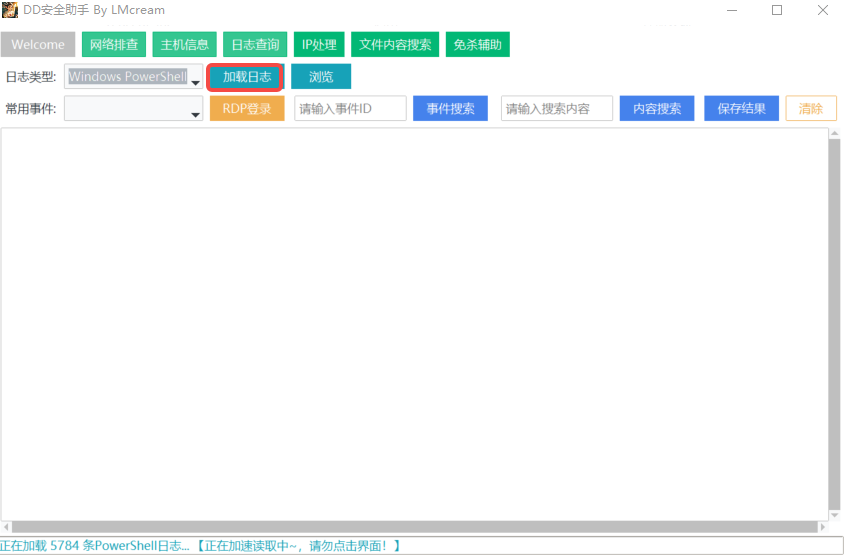 DD安全助手 By LMcream
Welcome 网络排查 主机信息 日志查询 IP处理 文件内容搜索 免杀辅助
日志类型: Windows PowerShell 加载日志 浏览
常用事件: RDP登录 请输入事件ID 事件搜索 请输入搜索内容 内容搜索 保存结果 清除
正在加载 5784 条PowerShell日志... 【正在加速读取中~，请勿点击界面！】